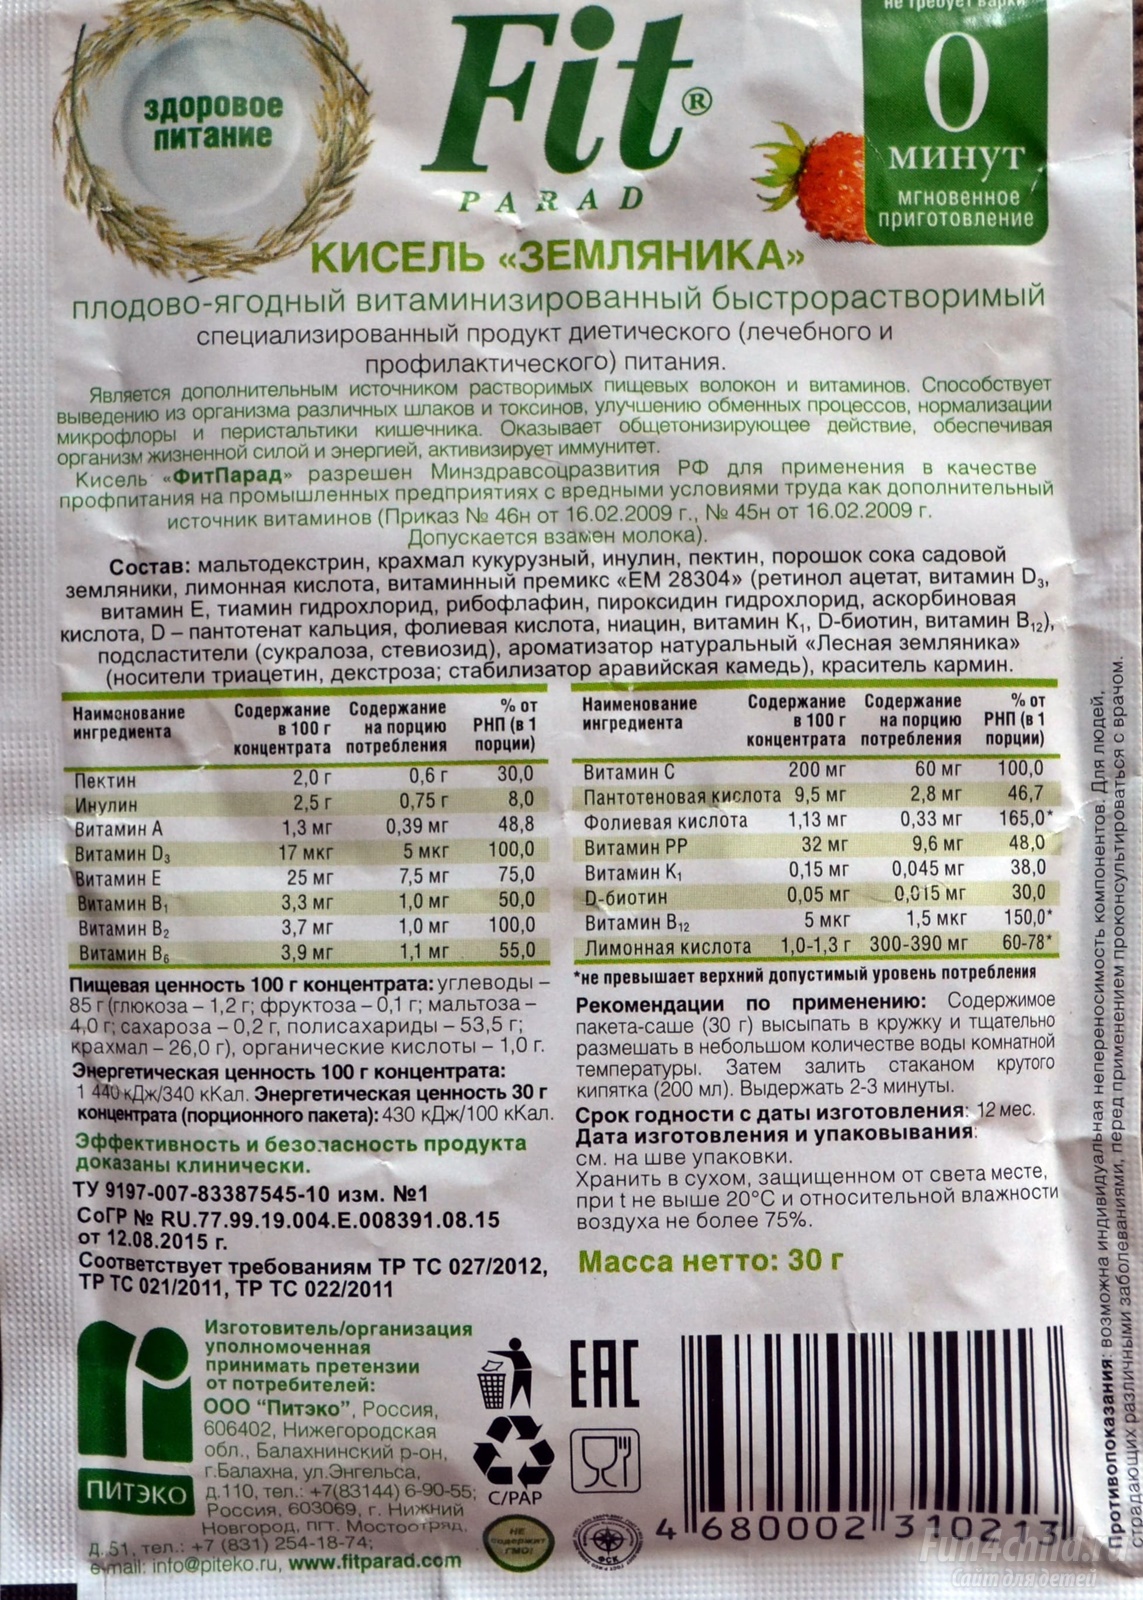 ЗДОРОВОЕ
ПИТАНИЕ
Fit®
PARAD
не требует варки
0
МИНУТ
МГНОВЕННОЕ
ПРИГОТОВЛЕНИЕ
КИСЕЛЬ «ЗЕМЛЯНИКА»
ПЛОДОВО-ЯГОДНЫЙ ВИТАМИНИЗИРОВАННЫЙ БЫСТРОРАСТВОРИМЫЙ
СПЕЦИАЛИЗИРОВАННЫЙ ПРОДУКТ ДИЕТИЧЕСКОГО (ЛЕЧЕБНОГО И
ПРОФИЛАКТИЧЕСКОГО) ПИТАНИЯ.
Является дополнительным источником растворимых пищевых волокон и витаминов. Способствует
выведению из организма различных шлаков и токсинов, улучшению обменных процессов, нормализации
микрофлоры и перистальтики кишечника. Оказывает общетонизирующее действие, обеспечивая
организм жизненной силой и энергией, активизирует иммунитет.
Кисель «ФитПарад» разрешен Минздравсоцразвития РФ для применения в качестве
профпитания на промышленных предприятиях с вредными условиями труда как дополнительный
источник витаминов (Приказ № 46н от 16.02.2009 г., № 45н от 16.02.2009 г.
Допускается взамен молока).
Состав: мальтодекстрин, крахмал кукурузный, инулин, пектин, порошок сока садовой
земляники, лимонная кислота, витаминный премикс «ЕМ 28304» (ретинол ацетат, витамин D3,
витамин Е, тиамин гидрохлорид, рибофлафин, пироксидин гидрохлорид, аскорбиновая
кислота, D – пантотенат кальция, фолиевая кислота, ниацин, витамин К1, D-биотин, витамин В12),
подсластители (сукралоза, стевиозид), ароматизатор натуральный «Лесная земляника»
(носители триацетин, декстроза; стабилизатор аравийская камедь), краситель кармин.
Наименование ингредиента Содержание в 100 г концентрата Содержание на порцию потребления % от РНП (в 1 порции)
Пектин 2,0 г 0,6 г 30,0
Инулин 2,5 г 0,75 г 8,0
Витамин А 1,3 мг 0,39 мг 48,8
Витамин D3 17 мкг 5 мкг 100,0
Витамин Е 25 мг 7,5 мг 75,0
Витамин В1 3,3 мг 1,0 мг 50,0
Витамин В2 3,7 мг 1,0 мг 100,0
Витамин В6 3,9 мг 1,1 мг 55,0
Пищевая ценность 100 г концентрата: углеводы –
85 г (глюкоза – 1,2 г; фруктоза – 0,1 г; мальтоза –
4,0 г; сахароза – 0,2 г, полисахариды – 53,5 г;
крахмал – 26,0 г), органические кислоты – 1,0 г.
Энергетическая ценность 100 г концентрата:
1 440 кДж/340 кКал. Энергетическая ценность 30 г
концентрата (порционного пакета): 430 кДж/100 кКал.
Эффективность и безопасность продукта
доказаны клинически.
ТУ 9197-007-83387545-10 изм. №1
СоГР № RU.77.99.19.004.Е.008391.08.15
от 12.08.2015 г.
Соответствует требованиям ТР ТС 027/2012,
ТР ТС 021/2011, ТР ТС 022/2011
Наименование ингредиента Содержание в 100 г концентрата Содержание на порцию потребления % от РНП (в 1 порции)
Витамин С 200 мг 60 мг 100,0
Пантотеновая кислота 9,5 мг 2,8 мг 46,7
Фолиевая кислота 1,13 мг 0,33 мг 165,0*
Витамин РР 32 мг 9,6 мг 48,0
Витамин К1 0,15 мг 0,045 мг 38,0
D-биотин 0,05 мг 0,015 мг 30,0
Витамин В12 5 мкг 1,5 мкг 150,0*
Лимонная кислота 1,0-1,3 г 300-390 мг 60-78*
*не превышает верхний допустимый уровень потребления
Рекомендации по применению: Содержимое
пакета-саше (30 г) высыпать в кружку и тщательно
размешать в небольшом количестве воды комнатной
температуры. Затем залить стаканом крутого
кипятка (200 мл). Выдержать 2-3 минуты.
Срок годности с даты изготовления: 12 мес.
Дата изготовления и упаковывания:
см. на шве упаковки.
Хранить в сухом, защищенном от света месте,
при t не выше 20°С и относительной влажности
воздуха не более 75%.
Масса нетто: 30 г
ПИТЭКО
Изготовитель/организация
уполномоченная
принимать претензии
от потребителей:
ООО "Питэко", Россия,
606402, Нижегородская
обл., Балахнинский р-он,
г.Балахна, ул.Энгельса,
д.110, тел.: +7(83144) 6-90-55;
Россия, 603069, г. Нижний
Новгород, пгт. Мостоотряд,
д.51, тел.: +7 (831) 254-18-74;
e-mail: info@piteko.ru, www.fitparad.com
C/PAP
НЕ
содержит
ГМО!
EAC
ФСК
4 680002 310213
Противопоказания: возможна индивидуальная непереносимость компонентов. Для людей,
страдающих различными заболеваниями, перед применением проконсультироваться с врачом.
Fun4child.ru
Сайт для детей